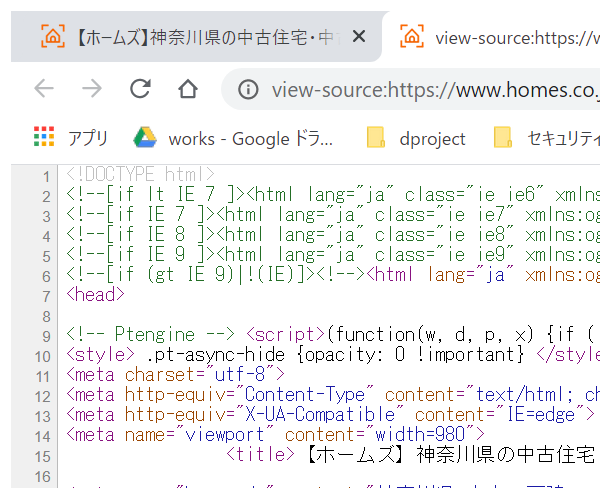 【ホームズ】神奈川県の中古住宅・中古
view-source:https://w
view-source:https://www.homes.co.j
アプリ
works - Google ドラ...
dproject
セキュリティ
1 <!DOCTYPE html>
2 <!--[if lt IE 7 ]><html lang="ja" class="ie ie6" xmlns
3 <!--[if IE 7 ]><html lang="ja" class="ie ie7" xmlns:og
4 <!--[if IE 8 ]><html lang="ja" class="ie ie8" xmlns:og
5 <!--[if IE 9 ]><html lang="ja" class="ie ie9" xmlns:og
6 <!--[if (gt IE 9)|!(IE)]><!--><html lang="ja" xmlns:og
7 <head>
8
9 <!-- Ptengine --> <script>(function(w, d, p, x) {if (
10 <style> .pt-async-hide {opacity: 0 !important} </style
11 <meta charset="utf-8">
12 <meta http-equiv="Content-Type" content="text/html; ch
13 <meta http-equiv="X-UA-Compatible" content="IE=edge">
14 <meta name="viewport" content="width=980">
15 <title>【ホームズ】神奈川県の中古住宅
16